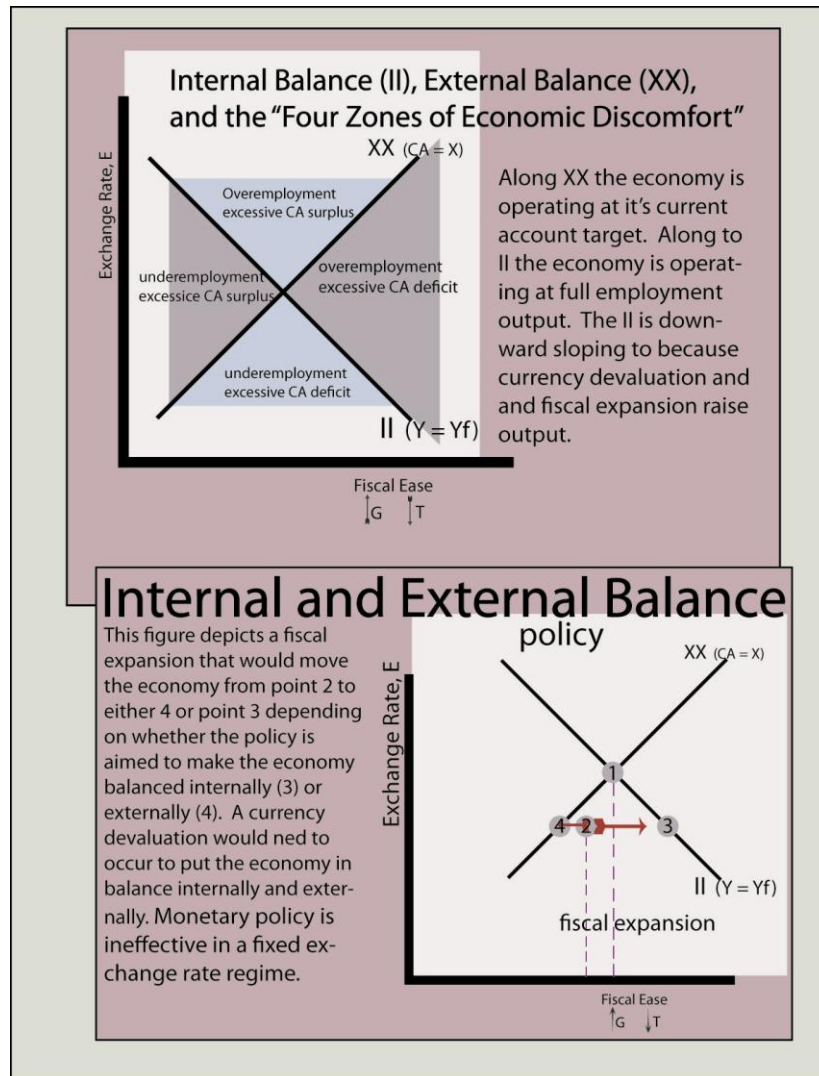 Internal Balance (II), External Balance (XX),
and the “Four Zones of Economic Discomfort”
XX (CA = X)
Exchange Rate, E
Overemployment
excessive CA surplus
underemployment
excessice CA surplus
overemployment
excessive CA deficit
underemployment
excessive CA deficit
II (Y = Yf)
Fiscal Ease
G T
Along XX the economy is
operating at it’s current
account target. Along to
II the economy is operat-
ing at full employment
output. The II is down-
ward sloping to because
currency devaluation and
and fiscal expansion raise
output.
Internal and External Balance
policy
This figure depicts a fiscal
expansion that would move
the economy from point 2 to
either 4 or point 3 depending
on whether the policy is
aimed to make the economy
balanced internally (3) or
externally (4). A currency
devaluation would ned to
occur to put the economy in
balance internally and exter-
nally. Monetary policy is
ineffective in a fixed ex-
change rate regime.
Exchange Rate, E
XX (CA = X)
1
4 2 3
II (Y = Yf)
fiscal expansion
Fiscal Ease
G T